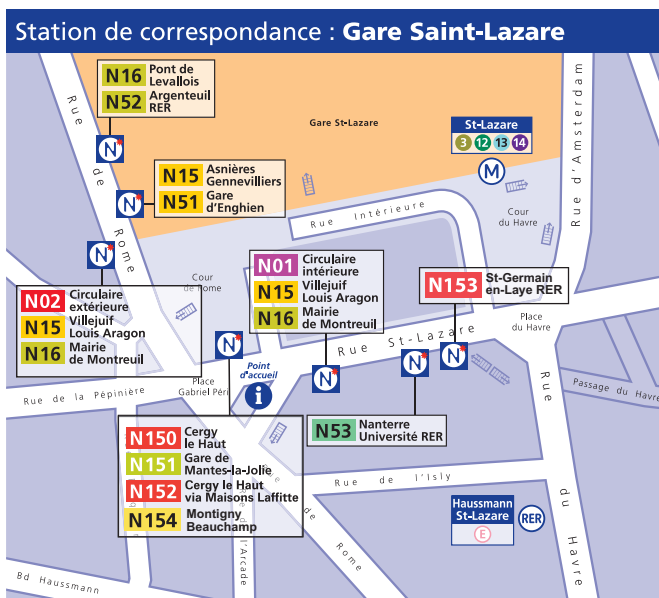 Station de correspondance : Gare Saint-Lazare
N16 Pont de
Levallois
N52 Argenteuil
RER
N
N15 Asnières
Gennevilliers
N51 Gare
d'Enghien
N
Gare St-Lazare
St-Lazare
3 12 13 14
M
Rue d'Amsterdam
Rue de Rome
Rue Intérieure
Cour
du Havre
N
N02 Circulaire
extérieure
N15 Villejuif
Louis Aragon
N16 Mairie
de Montreuil
Cour
de Rome
N01 Circulaire
intérieure
N15 Villejuif
Louis Aragon
N16 Mairie
de Montreuil
N153 St-Germain
en-Laye RER
Place
du Havre
Rue St-Lazare
N
N
N
N
Point
d'accueil
i
Place
Gabriel Péri
Rue de la Pépinière
Passage du Havre
N150 Cergy
le Haut
N151 Gare de
Mantes-la-Jolie
N152 Cergy le Haut
via Maisons Laffitte
N154 Montigny
Beauchamp
N53 Nanterre
Université RER
Rue de l'Isly
Rue du Havre
Haussmann
St-Lazare
E
RER
de Rome
l'Arcade
Bd Haussmann